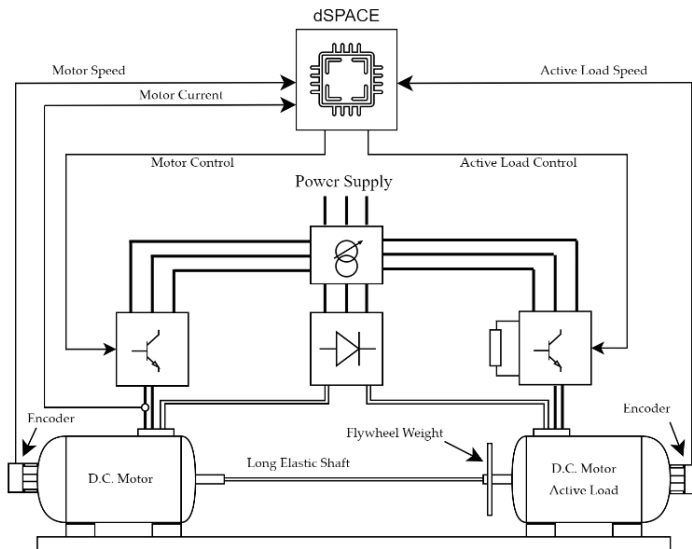 dSPACE
Motor Speed
Active Load Speed
Motor Current
Motor Control
Active Load Control
Power Supply
Encoder
Encoder
Flywheel Weight
D.C. Motor
Long Elastic Shaft
D.C. Motor
Active Load